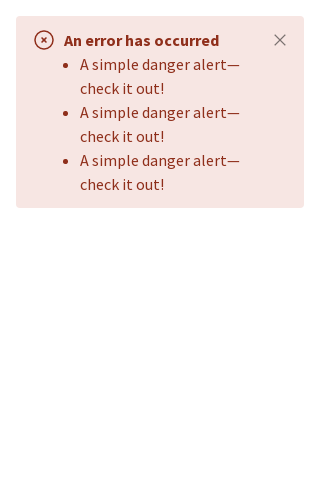 An error has occurred
A simple danger alert—
check it out!
A simple danger alert—
check it out!
A simple danger alert—
check it out!